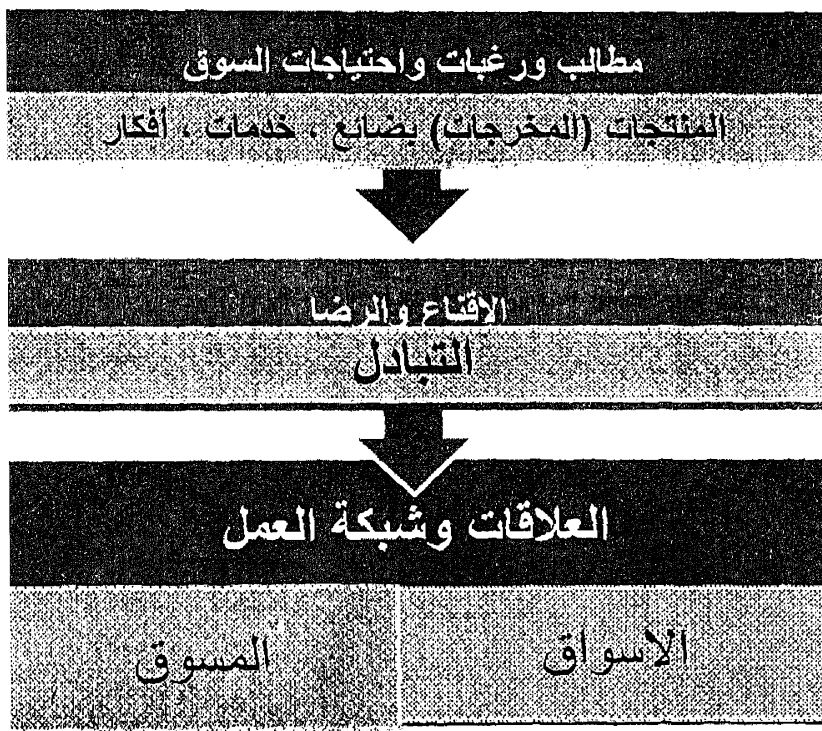 مطالب ورغبات واحتياجات السوق
المنتجات (المخرجات) بضائع ، خدمات ، أفكار
الاقناع والرضا
التبادل
العلاقات وشبكة العمل
الاسواق
المسوق